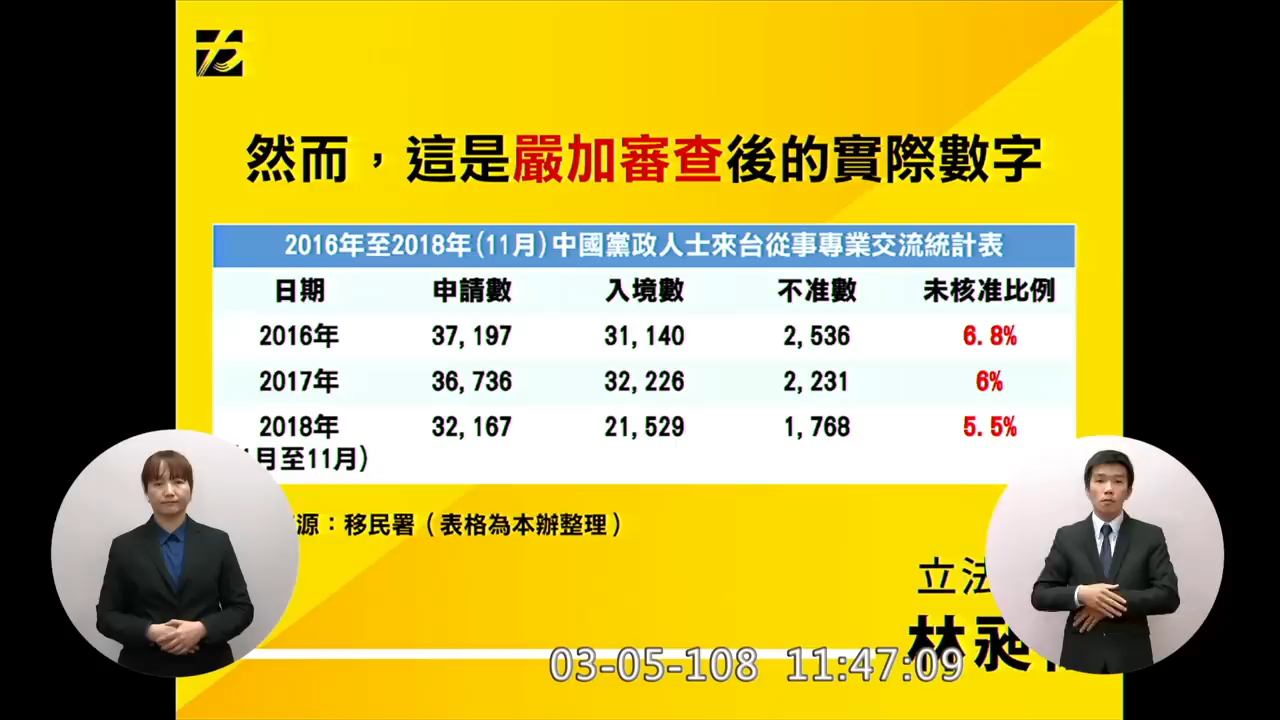 然而，這是嚴加審查後的實際數字
2016年至2018年(11月)中國黨政人士來台從事專業交流統計表
日期 申請數 入境數 不准數 未核准比例
2016年 37,197 31,140 2,536 6.8%
2017年 36,736 32,226 2,231 6%
2018年 32,167 21,529 1,768 5.5%
月至11月)
源：移民署（表格為本辦整理）
立法
林昶
03-05-108 11:47:09